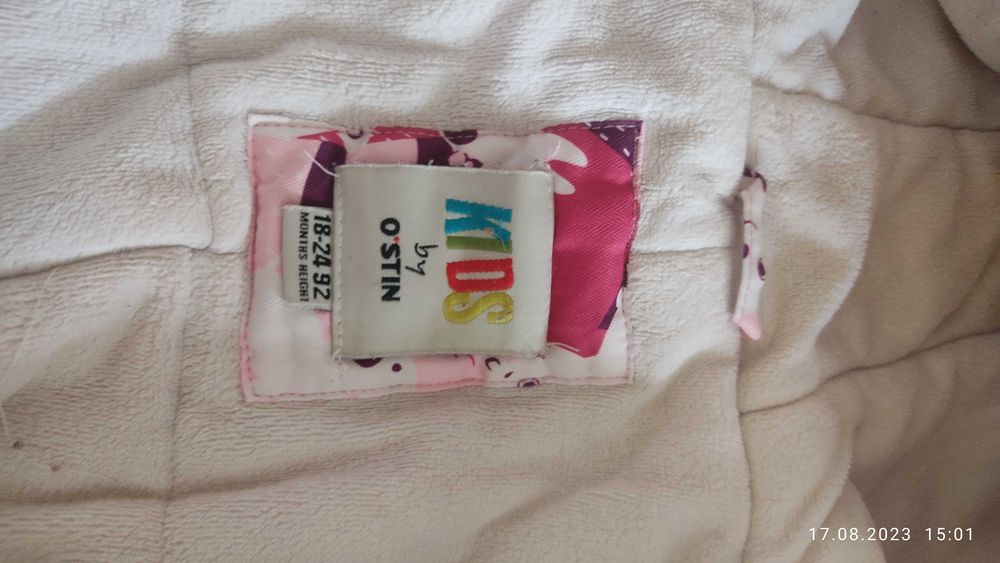 KIDS
by
O'STIN
18-24 92
MONTHS HEIGHT
17.08.2023 15:01